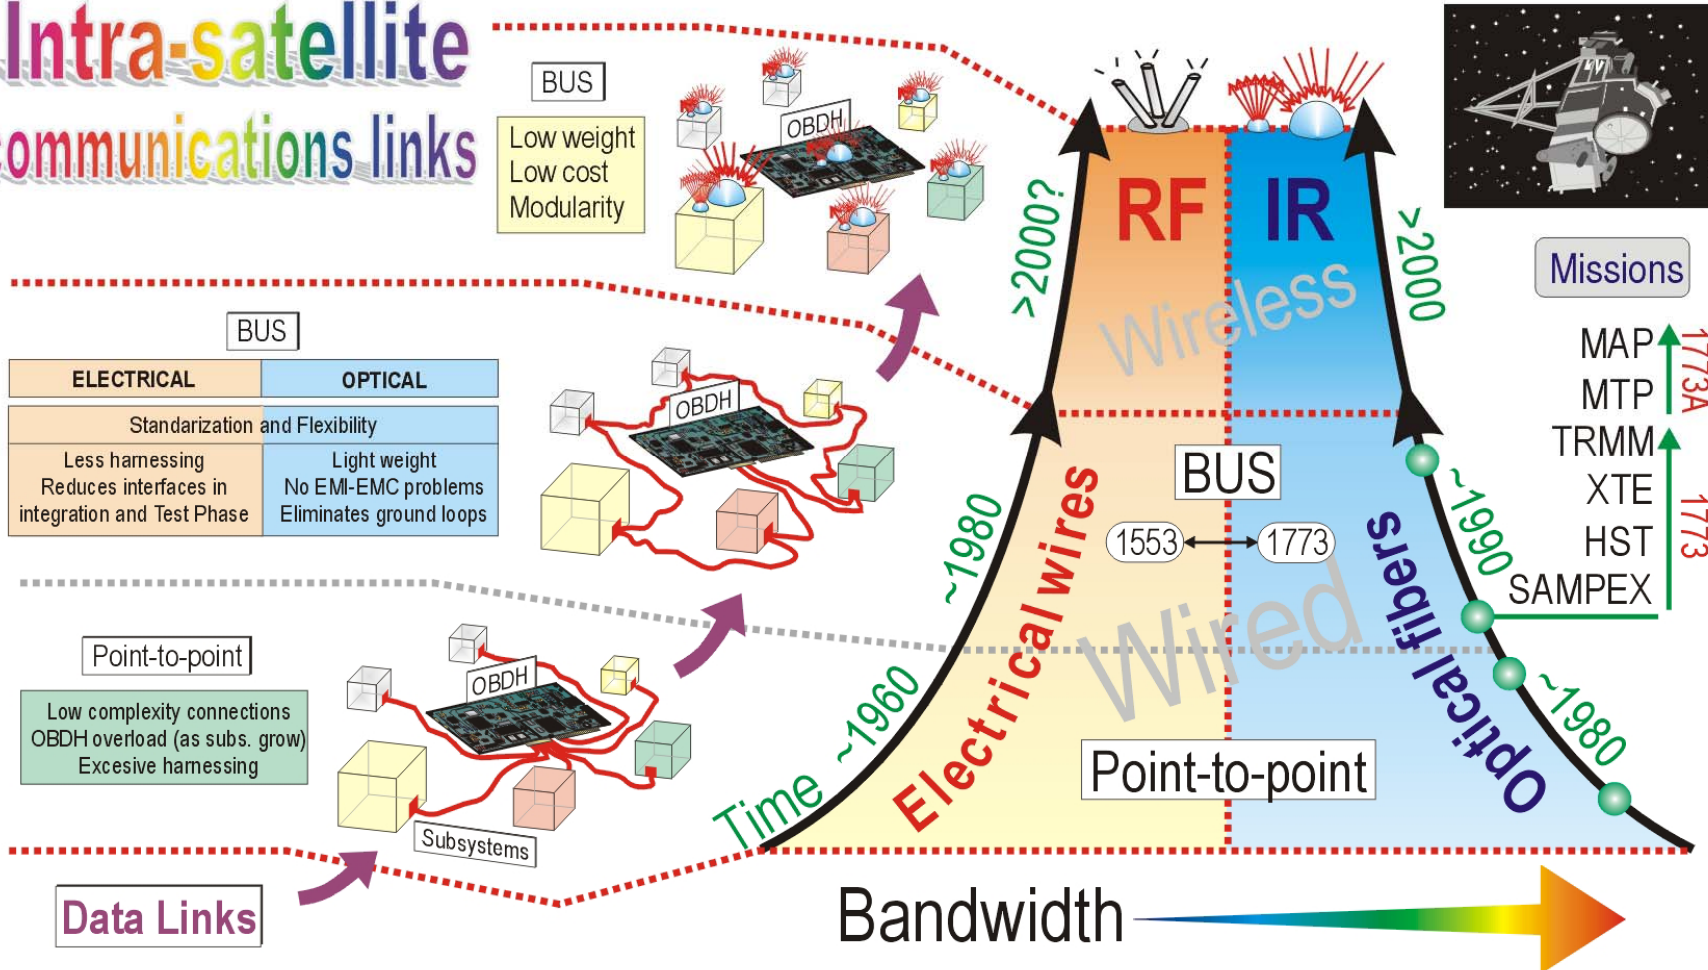 Intra-satellite
communications links
BUS
Low weight
Low cost
Modularity
OBDH
BUS
ELECTRICAL
OPTICAL
Standarization and Flexibility
Less harnessing
Reduces interfaces in
integration and Test Phase
Light weight
No EMI-EMC problems
Eliminates ground loops
OBDH
Point-to-point
Low complexity connections
OBDH overload (as subs. grow)
Excesive harnessing
OBDH
Subsystems
Data Links
RF
IR
Wireless
>2000?
>2000
BUS
1553
1773
Wired
Electrical wires
Optical fibers
Point-to-point
Time
~1960
~1980
~1990
~1980
Bandwidth
Missions
MAP
MTP
1773A
TRMM
XTE
HST
SAMPEX
1773